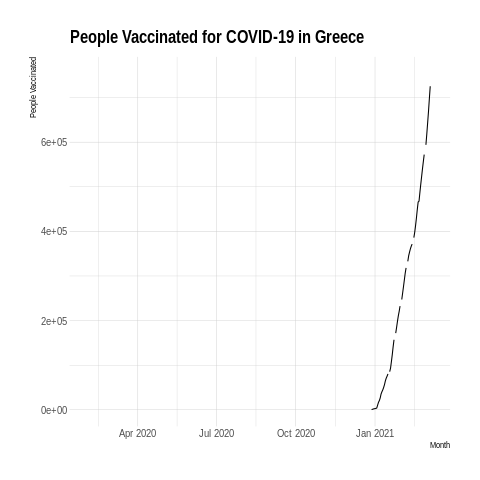 People Vaccinated for COVID-19 in Greece
People Vaccinated
6e+05
4e+05
2e+05
0e+00
Apr 2020 Jul 2020 Oct 2020 Jan 2021
Month